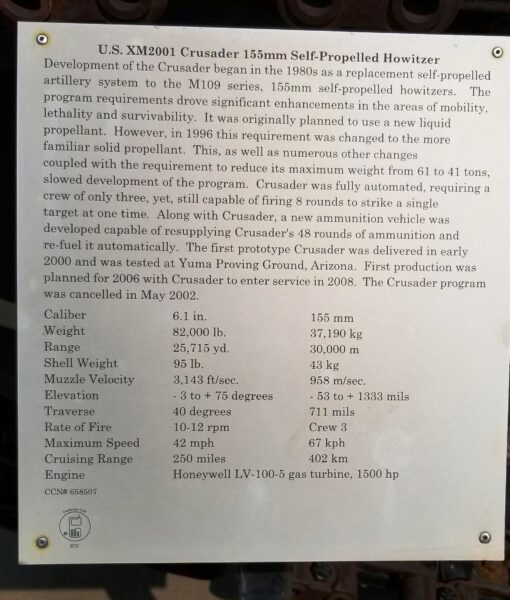 U.S. XM2001 Crusader 155mm Self-Propelled Howitzer
Development of the Crusader began in the 1980s as a replacement self-propelled
artillery system to the M109 series, 155mm self-propelled howitzers. The
program requirements drove significant enhancements in the areas of mobility,
lethality and survivability. It was originally planned to use a new liquid
propellant. However, in 1996 this requirement was changed to the more
familiar solid propellant. This, as well as numerous other changes
coupled with the requirement to reduce its maximum weight from 61 to 41 tons,
slowed development of the program. Crusader was fully automated, requiring a
crew of only three, yet, still capable of firing 8 rounds to strike a single
target at one time. Along with Crusader, a new ammunition vehicle was
developed capable of resupplying Crusader's 48 rounds of ammunition and
re-fuel it automatically. The first prototype Crusader was delivered in early
2000 and was tested at Yuma Proving Ground, Arizona. First production was
planned for 2006 with Crusader to enter service in 2008. The Crusader program
was cancelled in May 2002.
Caliber 6.1 in. 155 mm
Weight 82,000 lb. 37,190 kg
Range 25,715 yd. 30,000 m
Shell Weight 95 lb. 43 kg
Muzzle Velocity 3,143 ft/sec. 958 m/sec.
Elevation - 3 to + 75 degrees - 53 to + 1333 mils
Traverse 40 degrees 711 mils
Rate of Fire 10-12 rpm Crew 3
Maximum Speed 42 mph 67 kph
Cruising Range 250 miles 402 km
Engine Honeywell LV-100-5 gas turbine, 1500 hp
CCN# 658507